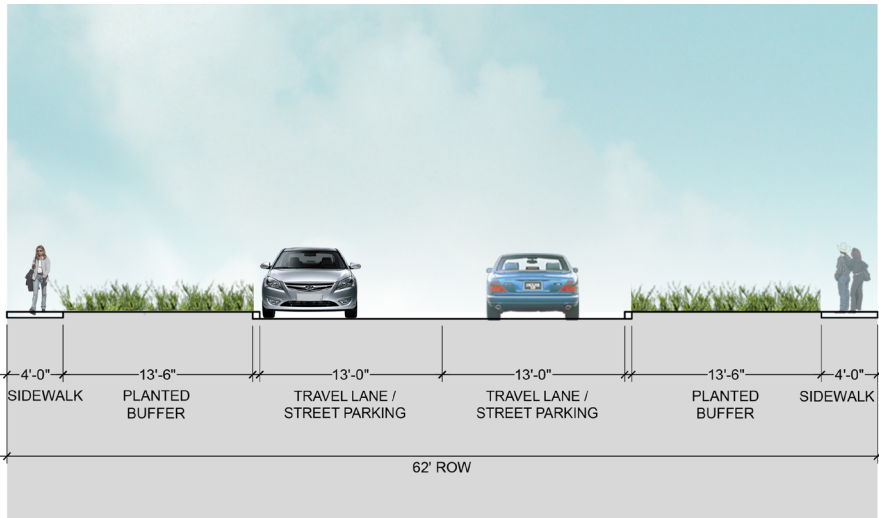 4'-0" 13'-6" 13'-0" 13'-0" 13'-6" 4'-0"
SIDEWALK PLANTED TRAVEL LANE / TRAVEL LANE / PLANTED SIDEWALK
BUFFER STREET PARKING STREET PARKING BUFFER
62' ROW